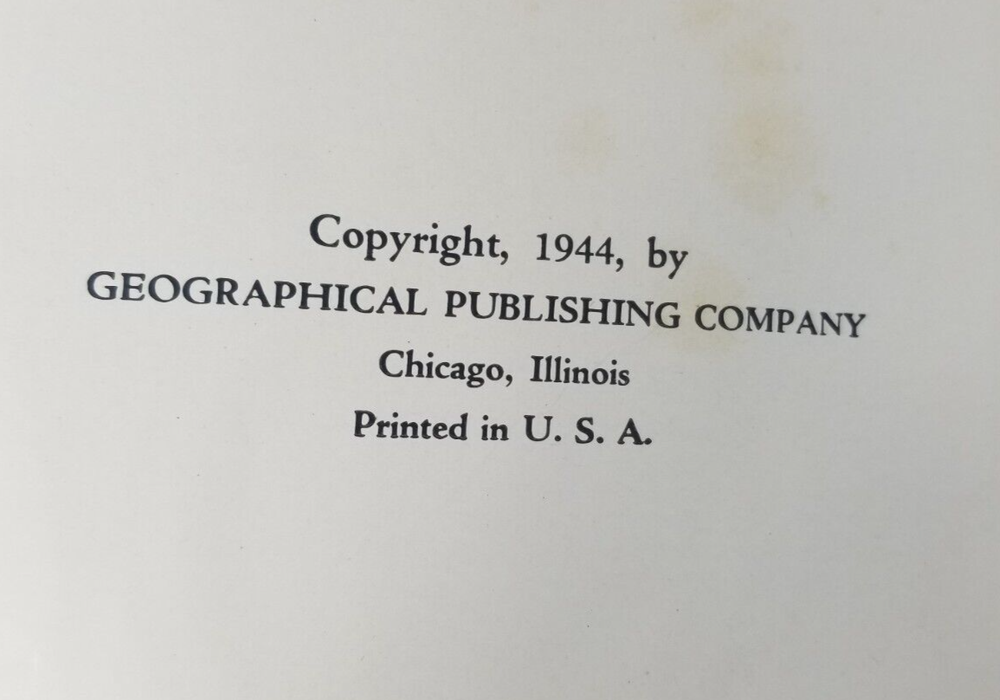 Copyright, 1944, by
GEOGRAPHICAL PUBLISHING COMPANY
Chicago, Illinois
Printed in U. S. A.